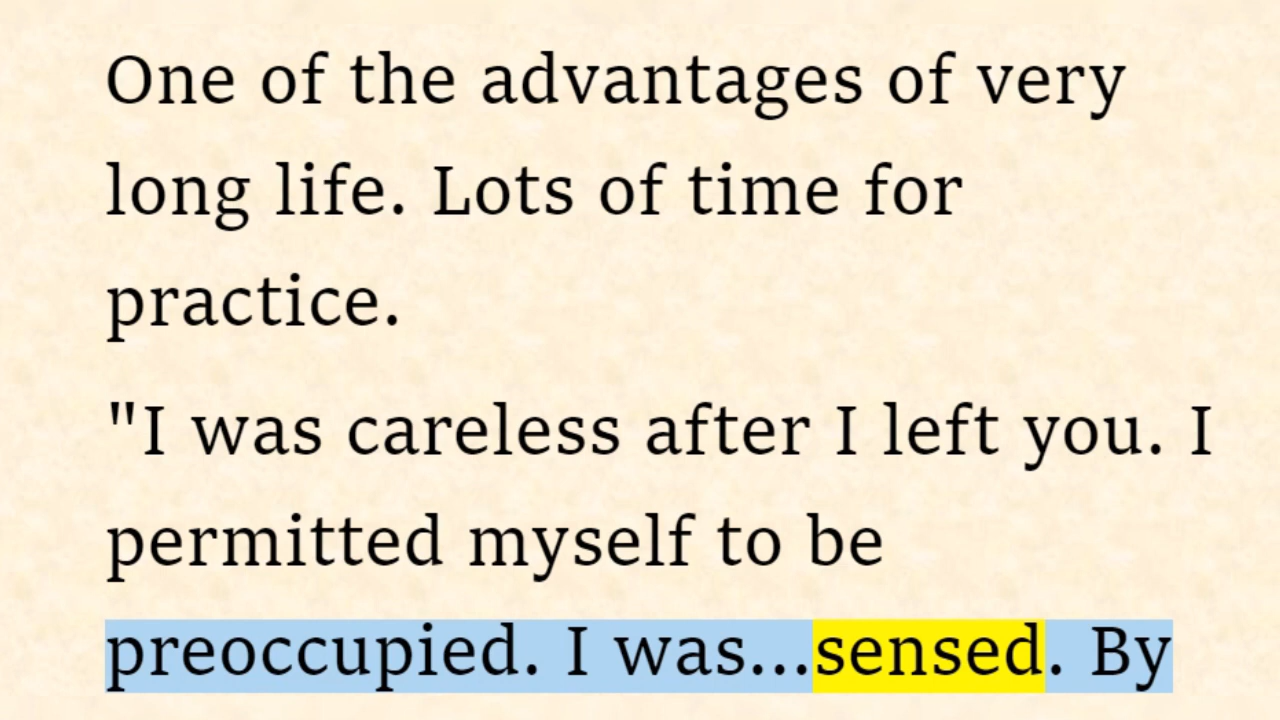 One of the advantages of very
long life. Lots of time for
practice.
"I was careless after I left you. I
permitted myself to be
preoccupied. I was...sensed. By